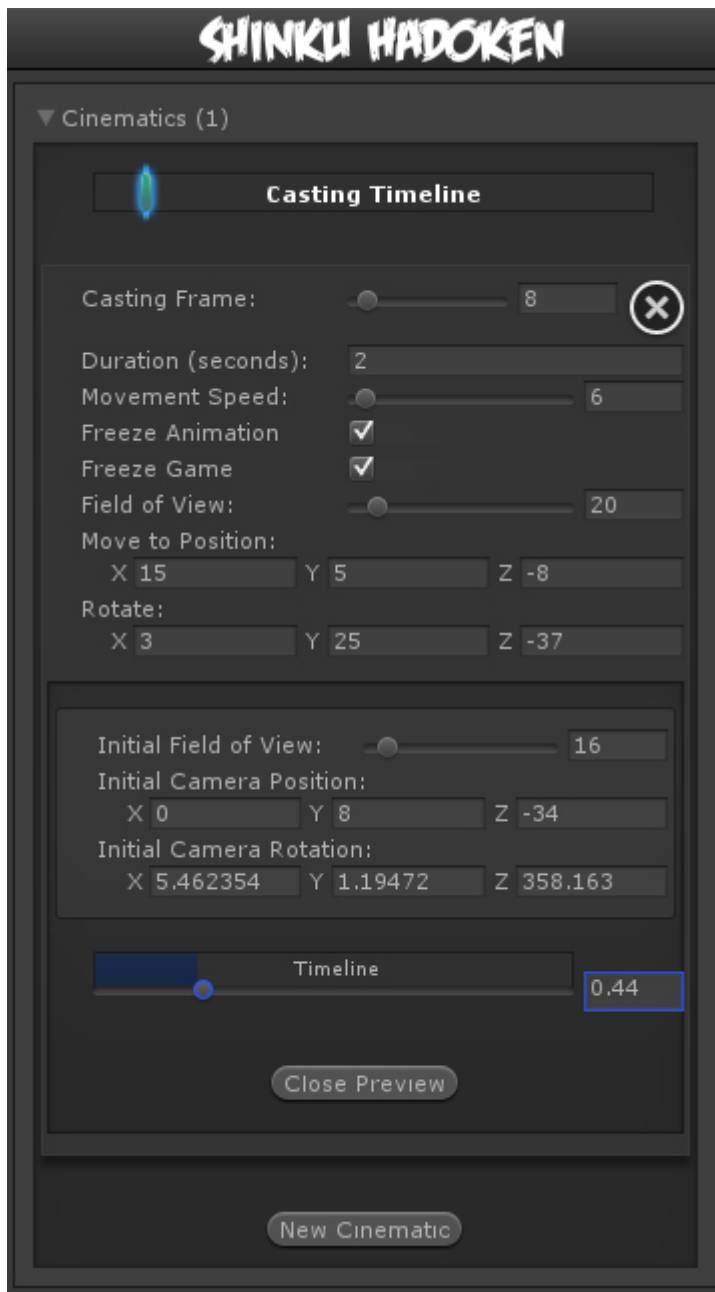 SHINKU HADOKEN
Cinematics (1)
Casting Timeline
Casting Frame: 8
Duration (seconds): 2
Movement Speed: 6
Freeze Animation
Freeze Game
Field of View: 20
Move to Position:
X 15 Y 5 Z -8
Rotate:
X 3 Y 25 Z -37
Initial Field of View: 16
Initial Camera Position:
X 0 Y 8 Z -34
Initial Camera Rotation:
X 5.462354 Y 1.19472 Z 358.163
Timeline
0.44
Close Preview
New Cinematic